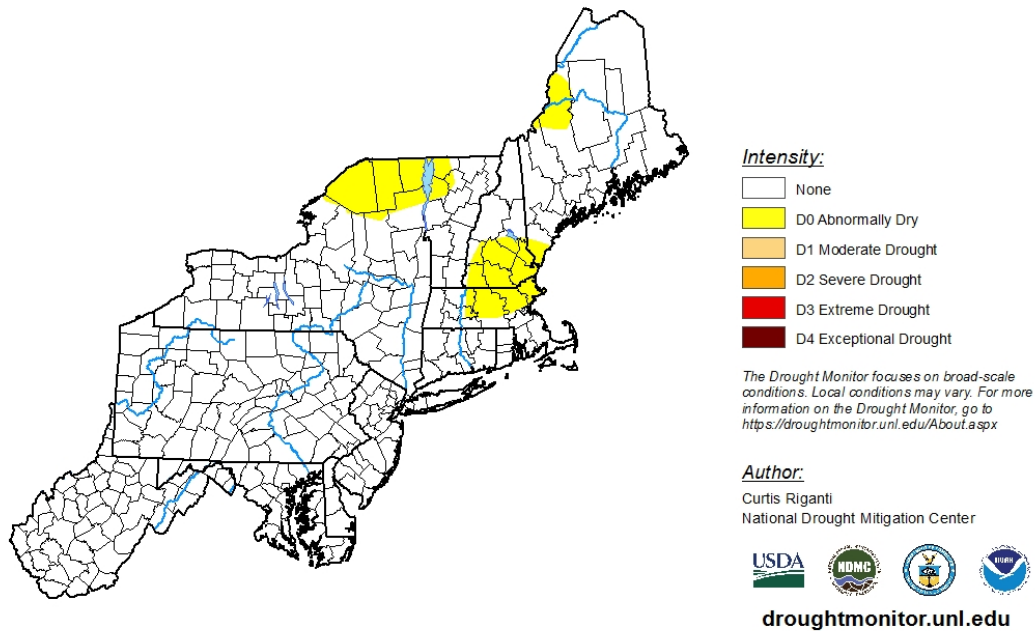 Intensity:
None
D0 Abnormally Dry
D1 Moderate Drought
D2 Severe Drought
D3 Extreme Drought
D4 Exceptional Drought
The Drought Monitor focuses on broad-scale
conditions. Local conditions may vary. For more
information on the Drought Monitor, go to
https://droughtmonitor.unl.edu/About.aspx
Author:
Curtis Riganti
National Drought Mitigation Center
USDA
NDMC
droughtmonitor.unl.edu